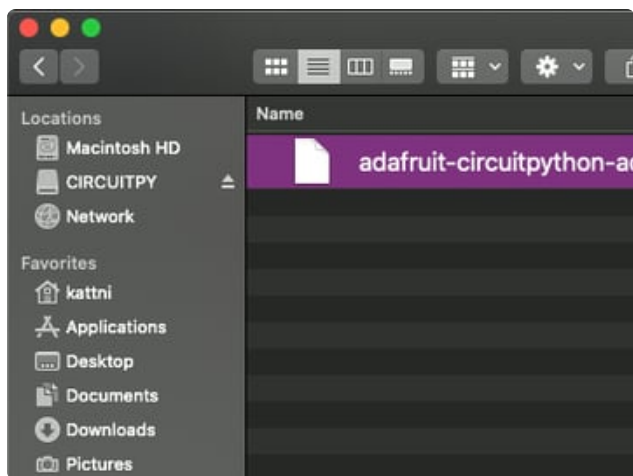 Locations
Macintosh HD
CIRCUITPY
Network
Favorites
kattni
Applications
Desktop
Documents
Downloads
Pictures
Name
adafruit-circuitpython-a